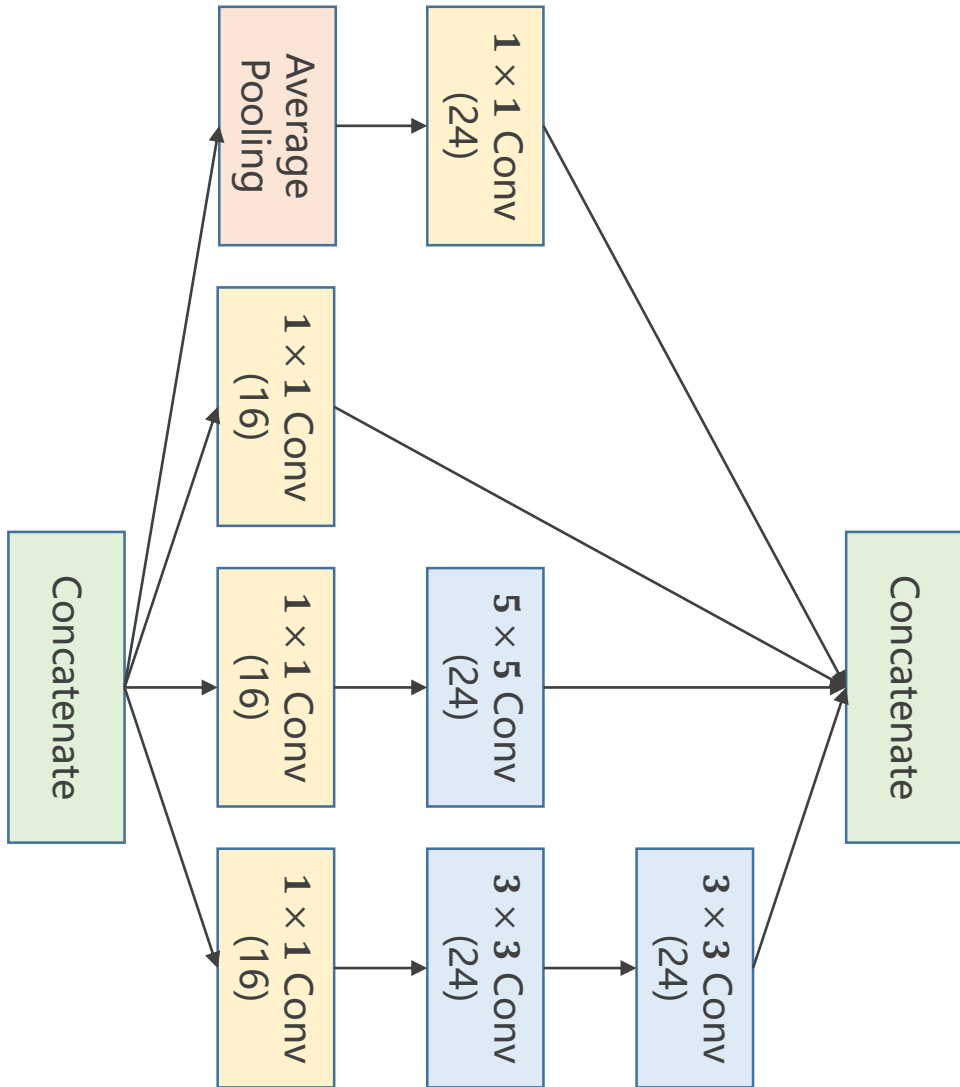 Concatenate
3 × 3 Conv
(24)
1 × 1 Conv
(24)
5 × 5 Conv
(24)
3 × 3 Conv
(24)
Average
Pooling
1 × 1 Conv
(16)
1 × 1 Conv
(16)
1 × 1 Conv
(16)
Concatenate